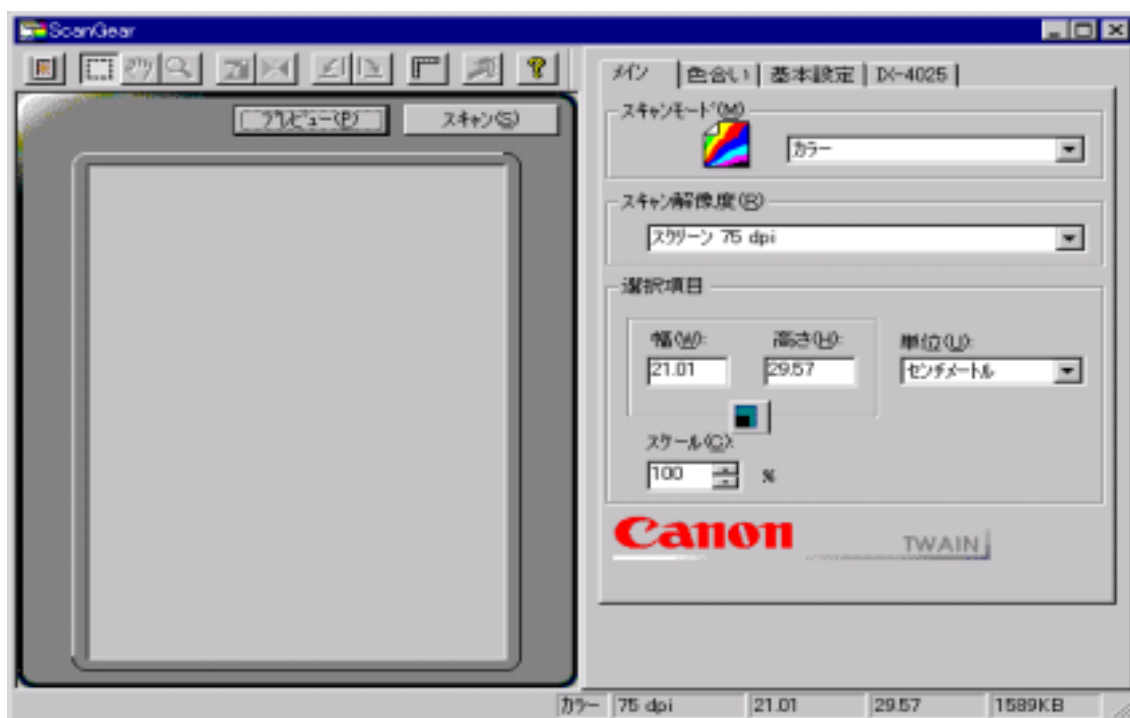 ScanGear
プレビュー(P) スキャン(S)
メイン 色合い 基本設定 IX-4025
スキャンモード(M)
カラー
スキャン解像度(R)
スクリーン 75 dpi
選択項目
幅(W): 高さ(H): 単位(U):
21.01 29.57 センチメートル
スケール(C):
100 %
Canon TWAIN
カラー 75 dpi 21.01 29.57 1589KB